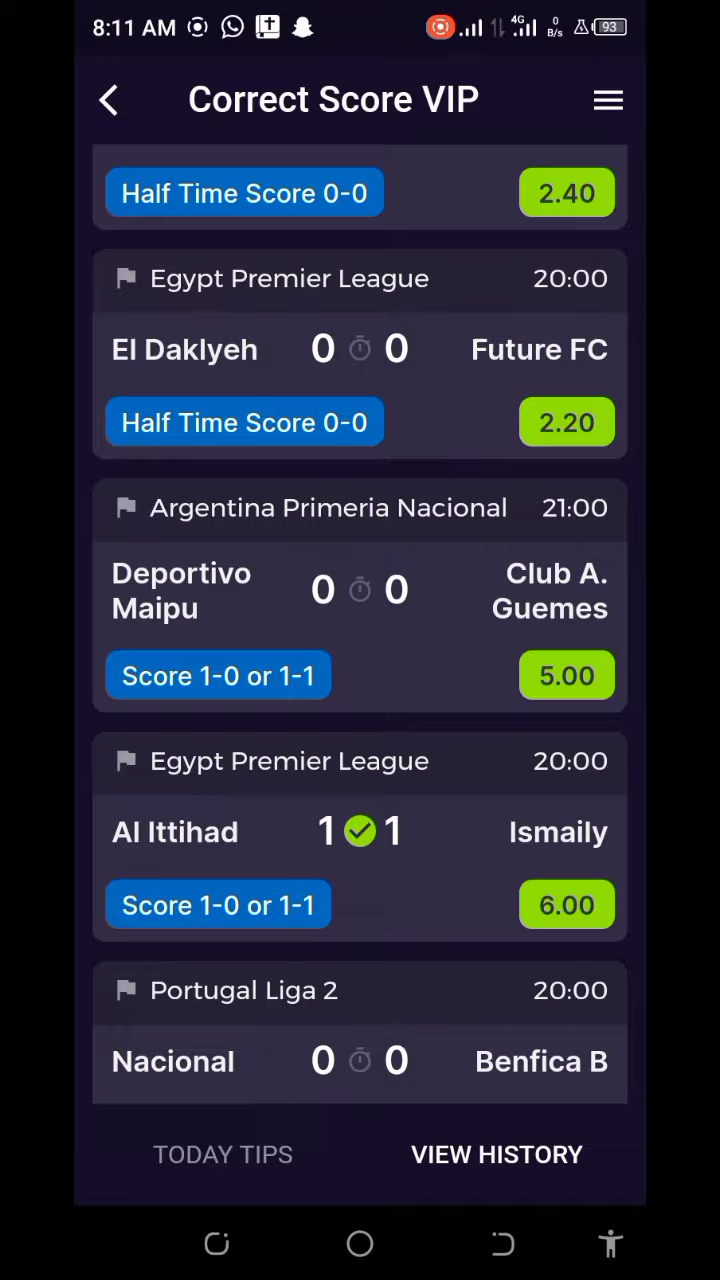 8:11 AM 4G 0 B/s 93
Correct Score VIP
Half Time Score 0-0 2.40
Egypt Premier League 20:00
El Daklyeh 0 0 Future FC
Half Time Score 0-0 2.20
Argentina Primeria Nacional 21:00
Deportivo Maipu 0 0 Club A. Guemes
Score 1-0 or 1-1 5.00
Egypt Premier League 20:00
Al Ittihad 1 1 Ismaily
Score 1-0 or 1-1 6.00
Portugal Liga 2 20:00
Nacional 0 0 Benfica B
TODAY TIPS VIEW HISTORY